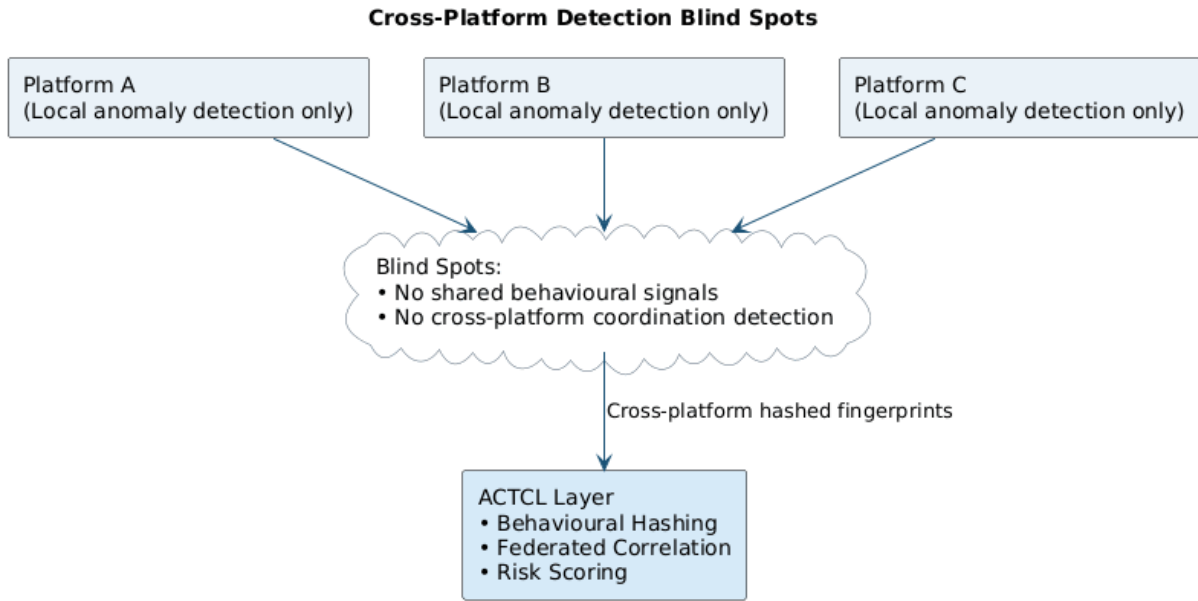 Cross-Platform Detection Blind Spots
Platform A
(Local anomaly detection only)
Platform B
(Local anomaly detection only)
Platform C
(Local anomaly detection only)
Blind Spots:
• No shared behavioural signals
• No cross-platform coordination detection
Cross-platform hashed fingerprints
ACTCL Layer
• Behavioural Hashing
• Federated Correlation
• Risk Scoring